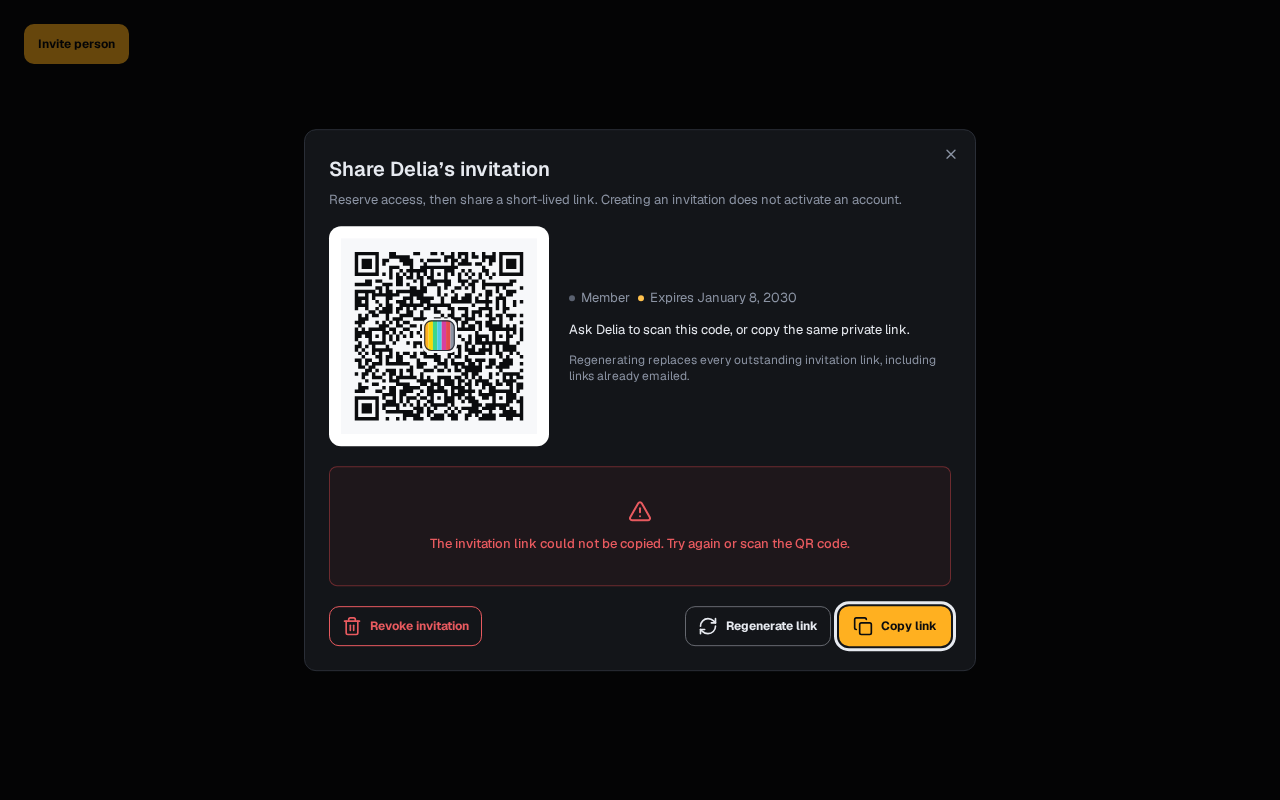 Invite person
Share Delia’s invitation
Reserve access, then share a short-lived link. Creating an invitation does not activate an account.
Member
Expires January 8, 2030
Ask Delia to scan this code, or copy the same private link.
Regenerating replaces every outstanding invitation link, including
links already emailed.
The invitation link could not be copied. Try again or scan the QR code.
Revoke invitation
Regenerate link
Copy link